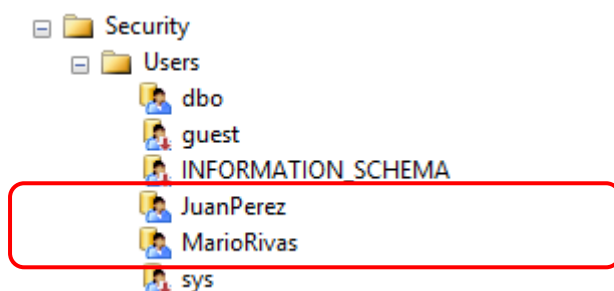 Security
Users
dbo
guest
INFORMATION_SCHEMA
JuanPerez
MarioRivas
sys